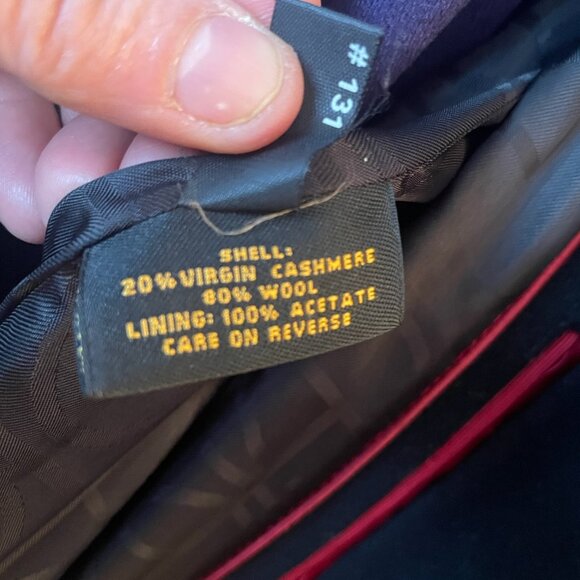 # 131
SHELL:
20% VIRGIN CASHMERE
80% WOOL
LINING: 100% ACETATE
CARE ON REVERSE